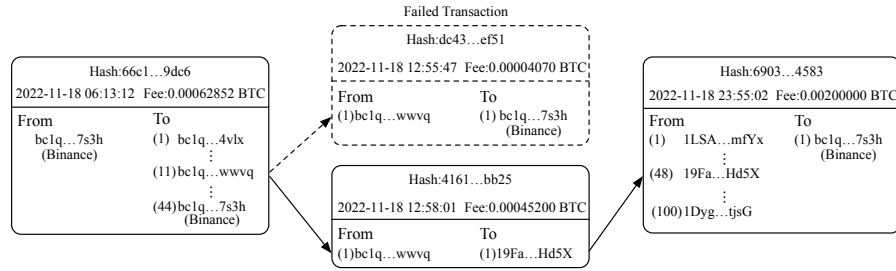 Failed Transaction
Hash:dc43…ef51
2022-11-18 12:55:47 Fee:0.00004070 BTC
From To
(1)bc1q…wwvq (1) bc1q…7s3h
(Binance)
Hash:66c1…9dc6
2022-11-18 06:13:12 Fee:0.00062852 BTC
From To
bc1q…7s3h (1) bc1q…4vlx
(Binance)
⋮
(11)bc1q…wwvq
⋮
(44)bc1q…7s3h
(Binance)
Hash:4161…bb25
2022-11-18 12:58:01 Fee:0.00045200 BTC
From To
(1)bc1q…wwvq (1)19Fa…Hd5X
Hash:6903…4583
2022-11-18 23:55:02 Fee:0.00200000 BTC
From To
(1) 1LSA…mfYx (1) bc1q…7s3h
(Binance)
⋮
(48) 19Fa…Hd5X
⋮
(100)1Dyg…tjsG